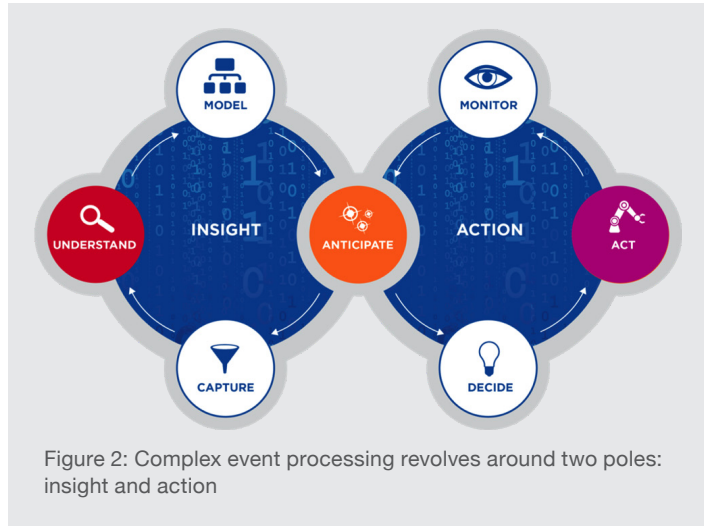 MODEL
MONITOR
UNDERSTAND
INSIGHT
ANTICIPATE
ACTION
ACT
CAPTURE
DECIDE
Figure 2: Complex event processing revolves around two poles:
insight and action